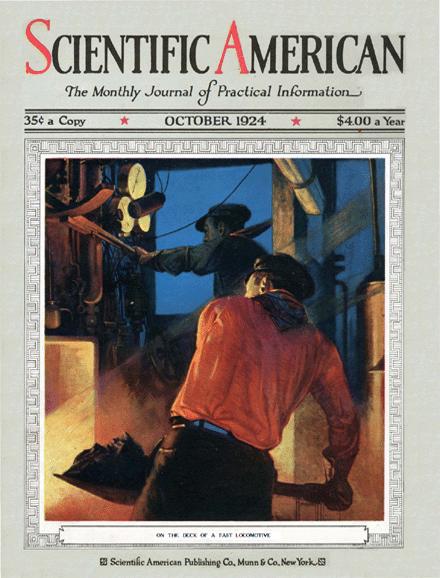 SCIENTIFIC AMERICAN
The Monthly Journal of Practical Information
35¢ a Copy ★ OCTOBER 1924 ★ $4.00 a Year
ON THE DECK OF A FAST LOCOMOTIVE
Scientific American Publishing Co., Munn & Co., New York.